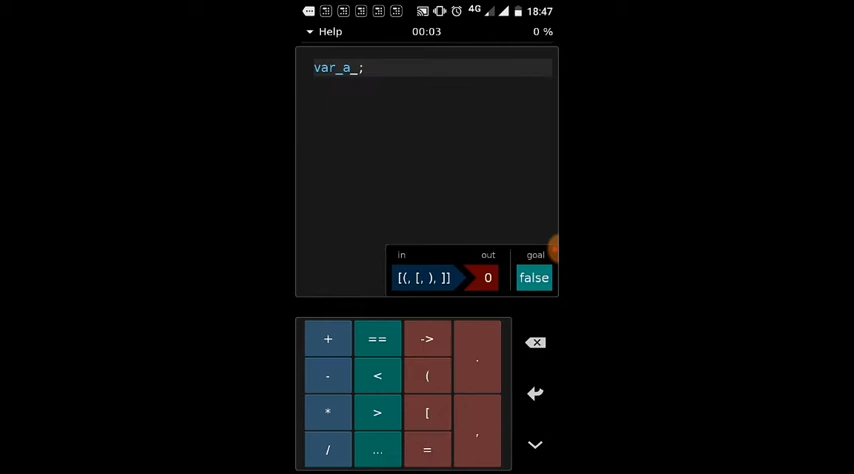 4G 18:47
Help 00:03 0 %
var_a_;
in out goal
[(, [, ), ]] 0 false
+ == -> .
- < (
* > [ ,
/ ... =